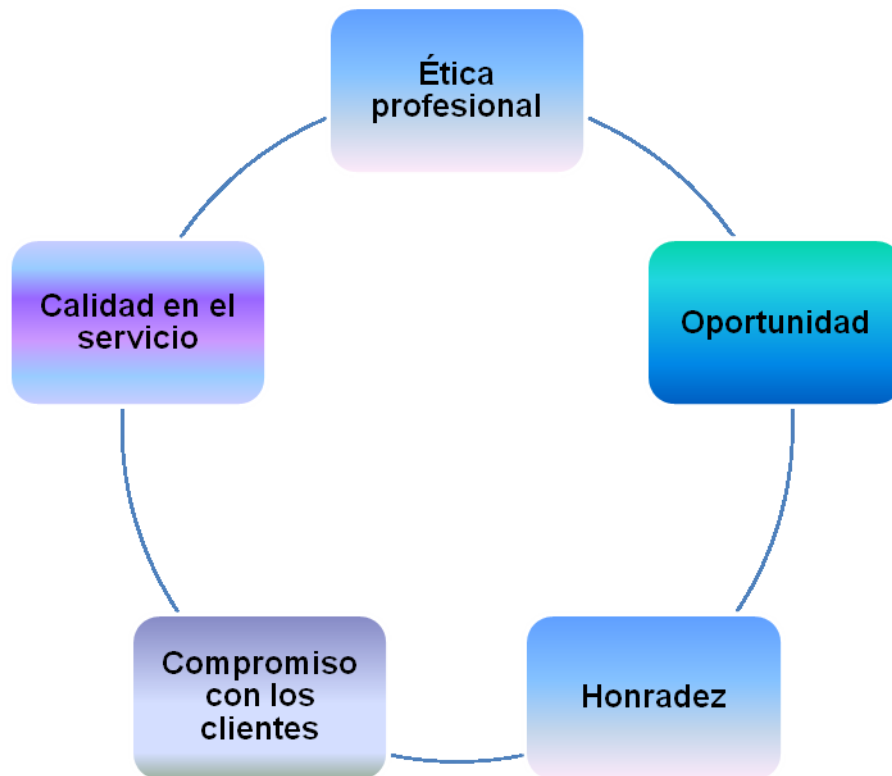 Ética
profesional
Oportunidad
Honradez
Compromiso
con los
clientes
Calidad en el
servicio